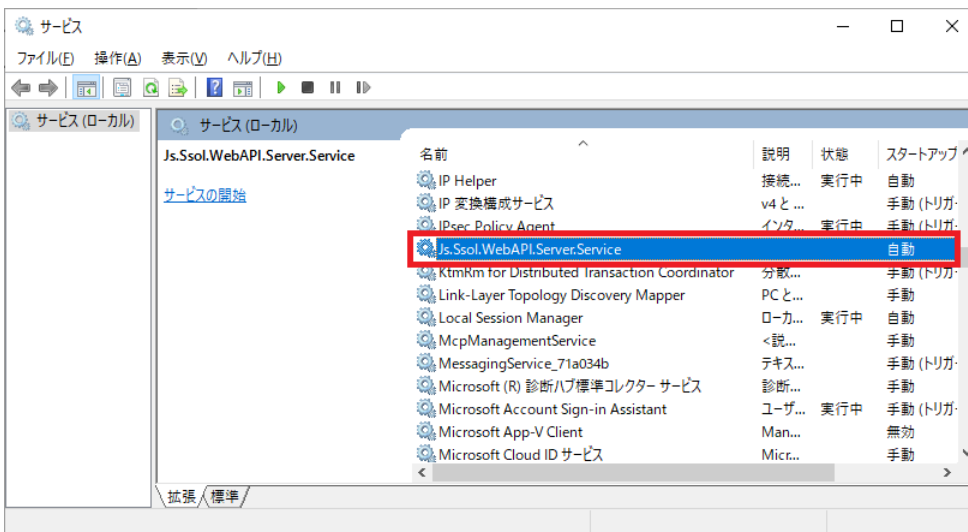 サービス
ファイル(F) 操作(A) 表示(V) ヘルプ(H)
サービス (ローカル)
サービス (ローカル)
Js.Ssol.WebAPI.Server.Service
サービスの開始
名前 説明 状態 スタートアップ
IP Helper 接続... 実行中 自動
IP 変換構成サービス v4 と ... 手動 (トリガー
IPsec Policy Agent インタ... 実行中 手動 (トリガー
Js.Ssol.WebAPI.Server.Service 自動
KtmRm for Distributed Transaction Coordinator 分散... 手動 (トリガー
Link-Layer Topology Discovery Mapper PC と... 手動
Local Session Manager ローカ... 実行中 自動
McpManagementService <説... 手動
MessagingService_71a034b テキス... 手動 (トリガー
Microsoft (R) 診断ハブ標準コレクター サービス 診断... 手動
Microsoft Account Sign-in Assistant ユーザ... 実行中 手動 (トリガー
Microsoft App-V Client Man... 無効
Microsoft Cloud ID サービス Micr... 手動
拡張 標準